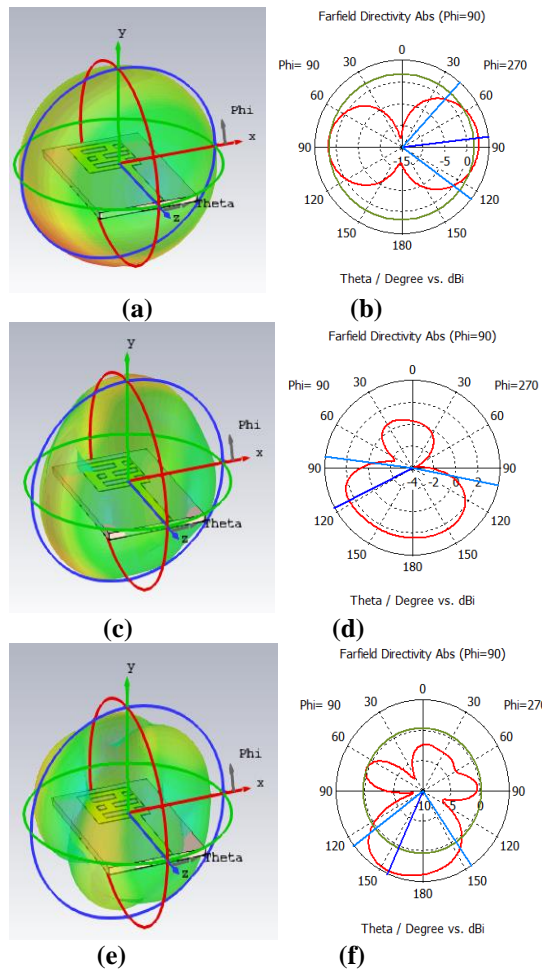 y
Phi
x
Theta
z
(a)
Farfield Directivity Abs (Phi=90)
0
Phi= 90 30 30 Phi=270
60 60
90 -15 -5 0 90
120 120
150 150
180
Theta / Degree vs. dBi
(b)
y
Phi
x
Theta
z
(c)
Farfield Directivity Abs (Phi=90)
0
Phi= 90 30 30 Phi=270
60 60
90 -4 -2 0 2 90
120 120
150 150
180
Theta / Degree vs. dBi
(d)
y
Phi
x
Theta
z
(e)
Farfield Directivity Abs (Phi=90)
0
Phi= 90 30 30 Phi=270
60 60
90 -10 -5 0 90
120 120
150 150
180
Theta / Degree vs. dBi
(f)